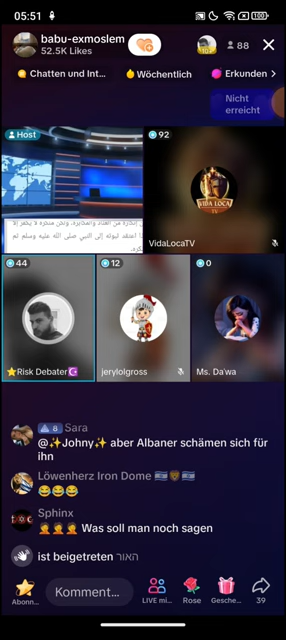 05:51
100
babu-exmoslem
52.5K Likes
88
Chatten und Int...
Wöchentlich
Erkunden
Nicht
erreicht
Host
92
VIDA LOCA
VidaLocaTV
44
12
0
⭐Risk Debater☪
jerylolgross
Ms. Da'wa
8 Sara
@✨Johny✨ aber Albaner schämen sich für
ihn
Löwenherz Iron Dome 🇮🇱🦁🇮🇱
😂😂😂
Sphinx
🤦🤦🤦 Was soll man noch sagen
ist beigetreten האור
Abonn...
Kommentar...
LIVE mi...
Rose
Gesche...
39